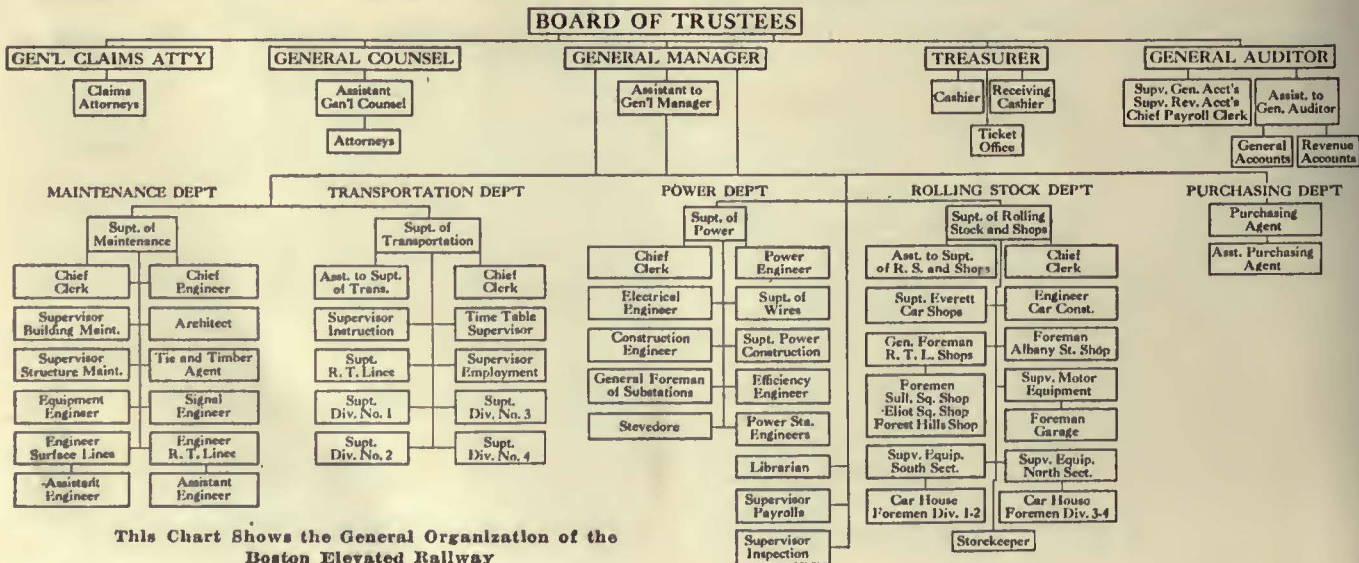 BOARD OF TRUSTEES
GEN'L CLAIMS ATT'Y
Claims
Attorneys
GENERAL COUNSEL
Assistant
Gen'l Counsel
Attorneys
GENERAL MANAGER
Assistant to
Gen'l Manager
TREASURER
Cashier
Receiving
Cashier
Ticket
Office
GENERAL AUDITOR
Supv. Gen. Acct's
Supv. Rev. Acct's
Chief Payroll Clerk
Assist. to
Gen. Auditor
General
Accounts
Revenue
Accounts
MAINTENANCE DEP'T
Supt. of
Maintenance
Chief
Clerk
Chief
Engineer
Supervisor
Building Maint.
Architect
Supervisor
Structure Maint.
Tie and Timber
Agent
Equipment
Engineer
Signal
Engineer
Engineer
Surface Lines
Engineer
R. T. Lines
Assistant
Engineer
Assistant
Engineer
TRANSPORTATION DEP'T
Supt. of
Transportation
Asst. to Supt.
of Trans.
Chief
Clerk
Supervisor
Instruction
Time Table
Supervisor
Supt.
R. T. Lines
Supervisor
Employment
Supt.
Div. No. 1
Supt.
Div. No. 3
Supt.
Div. No. 2
Supt.
Div. No. 4
POWER DEP'T
Supt. of
Power
Chief
Clerk
Power
Engineer
Electrical
Engineer
Supt. of
Wires
Construction
Engineer
Supt. Power
Construction
General Foreman
of Substations
Efficiency
Engineer
Stevedore
Power Sta.
Engineers
Librarian
Supervisor
Payrolls
Supervisor
Inspection
ROLLING STOCK DEP'T
Supt. of Rolling
Stock and Shops
Asst. to Supt.
of R. S. and Shops
Chief
Clerk
Supt. Everett
Car Shops
Engineer
Car Const.
Gen. Foreman
R. T. L. Shops
Foreman
Albany St. Shop
Foremen
Sull. Sq. Shop
Eliot Sq. Shop
Forest Hills Shop
Supv. Motor
Equipment
Foreman
Garage
Supv. Equip.
South Sect.
Supv. Equip.
North Sect.
Car House
Foremen Div. 1-2
Car House
Foremen Div. 3-4
Storekeeper
PURCHASING DEP'T
Purchasing
Agent
Asst. Purchasing
Agent
This Chart Shows the General Organization of the
Boston Elevated Railway